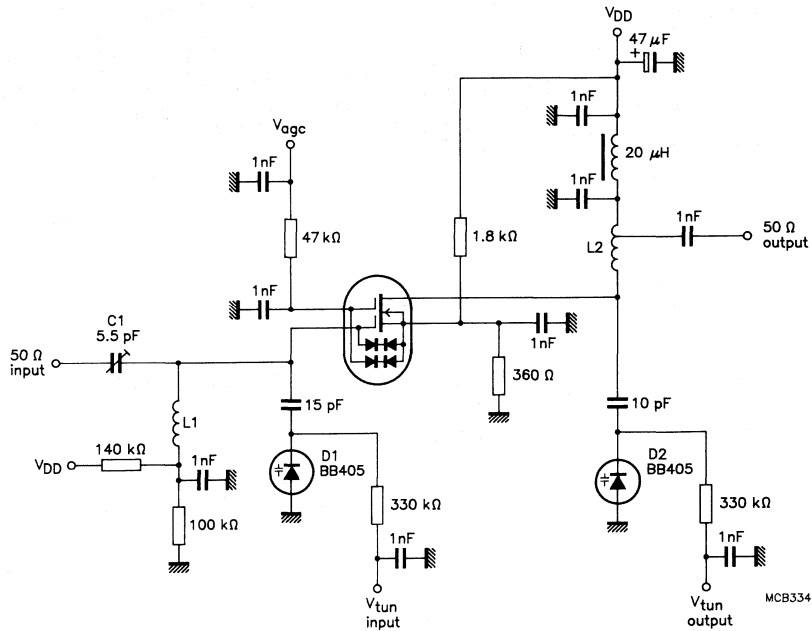 VDD
47 μF
+
1nF
Vagc
1nF
20 μH
1nF
1nF
50 Ω
output
47 kΩ
1.8 kΩ
L2
1nF
C1
5.5 pF
50 Ω
input
1nF
360 Ω
15 pF
10 pF
L1
140 kΩ
VDD
1nF
D1
BB405
D2
BB405
330 kΩ
330 kΩ
100 kΩ
1nF
1nF
Vtun
input
Vtun
output
MCB334